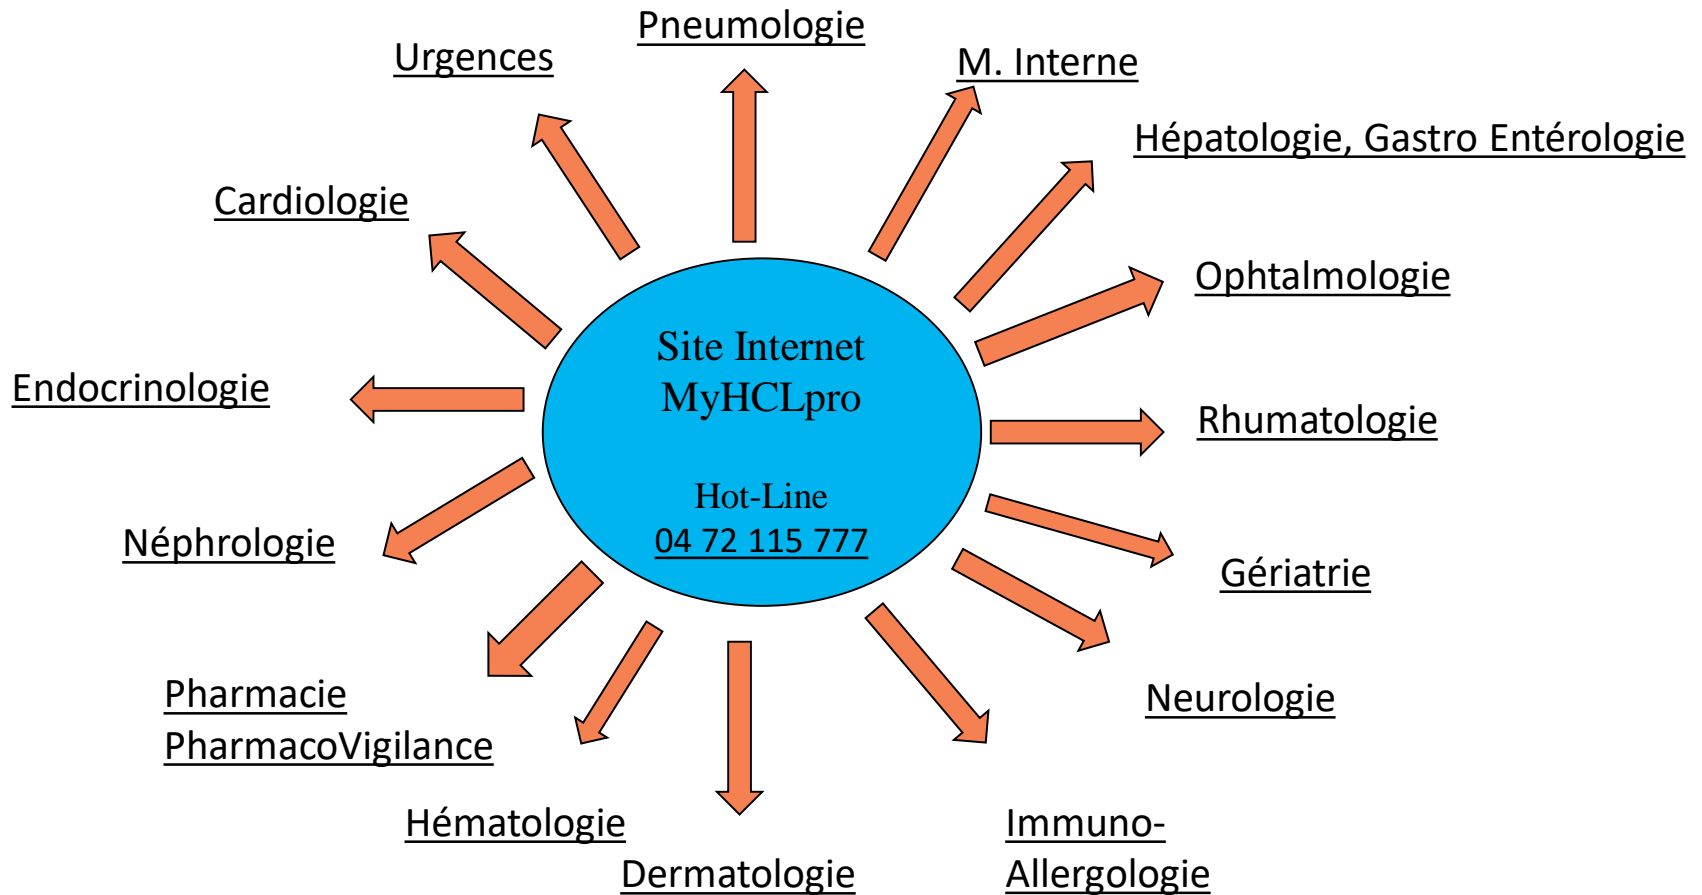 Pneumologie
Urgences
M. Interne
Hépatologie, Gastro Entérologie
Cardiologie
Ophtalmologie
Site Internet
MyHCLpro
Endocrinologie
Rhumatologie
Hot-Line
04 72 115 777
Néphrologie
Gériatrie
Pharmacie
PharmacoVigilance
Neurologie
Hématologie
Dermatologie
Immuno-
Allergologie